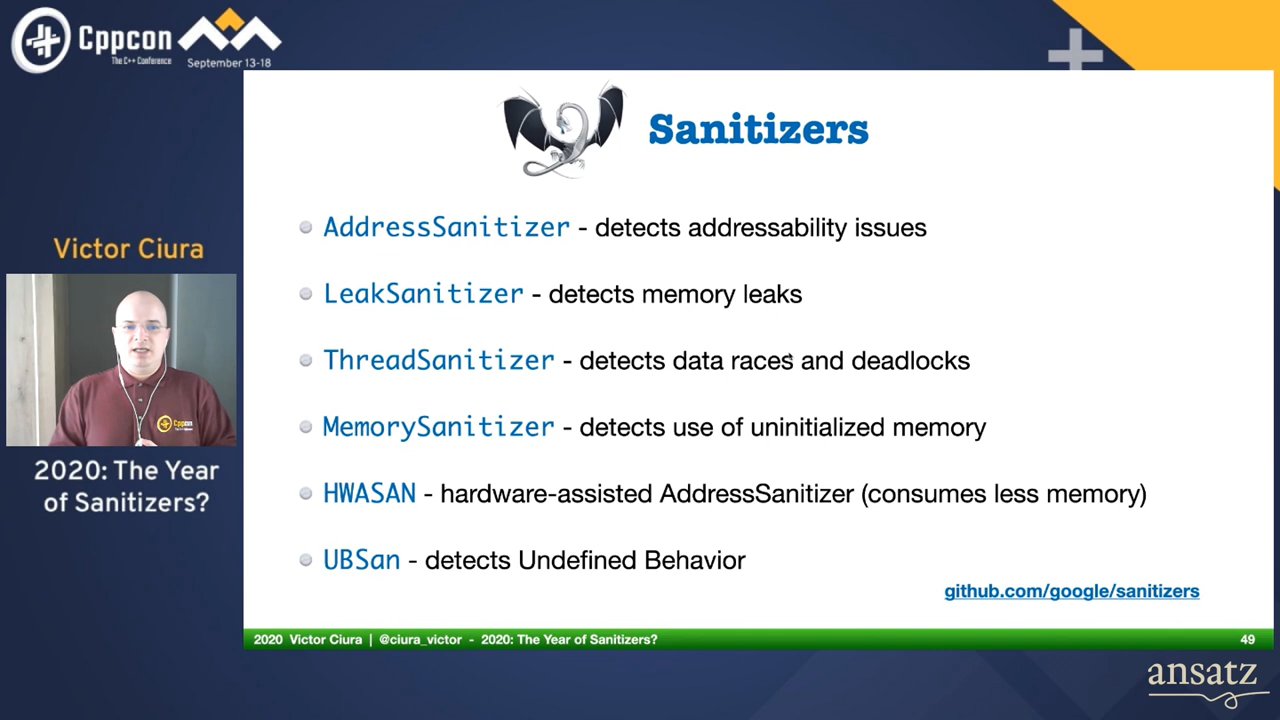 Cppcon
The C++ Conference
September 13-18
Sanitizers
AddressSanitizer - detects addressability issues
LeakSanitizer - detects memory leaks
ThreadSanitizer - detects data races and deadlocks
MemorySanitizer - detects use of uninitialized memory
HWASAN - hardware-assisted AddressSanitizer (consumes less memory)
UBSan - detects Undefined Behavior
github.com/google/sanitizers
2020 Victor Ciura | @ciura_victor - 2020: The Year of Sanitizers?
49
Victor Ciura
Cppcon
2020: The Year
of Sanitizers?
ansatz